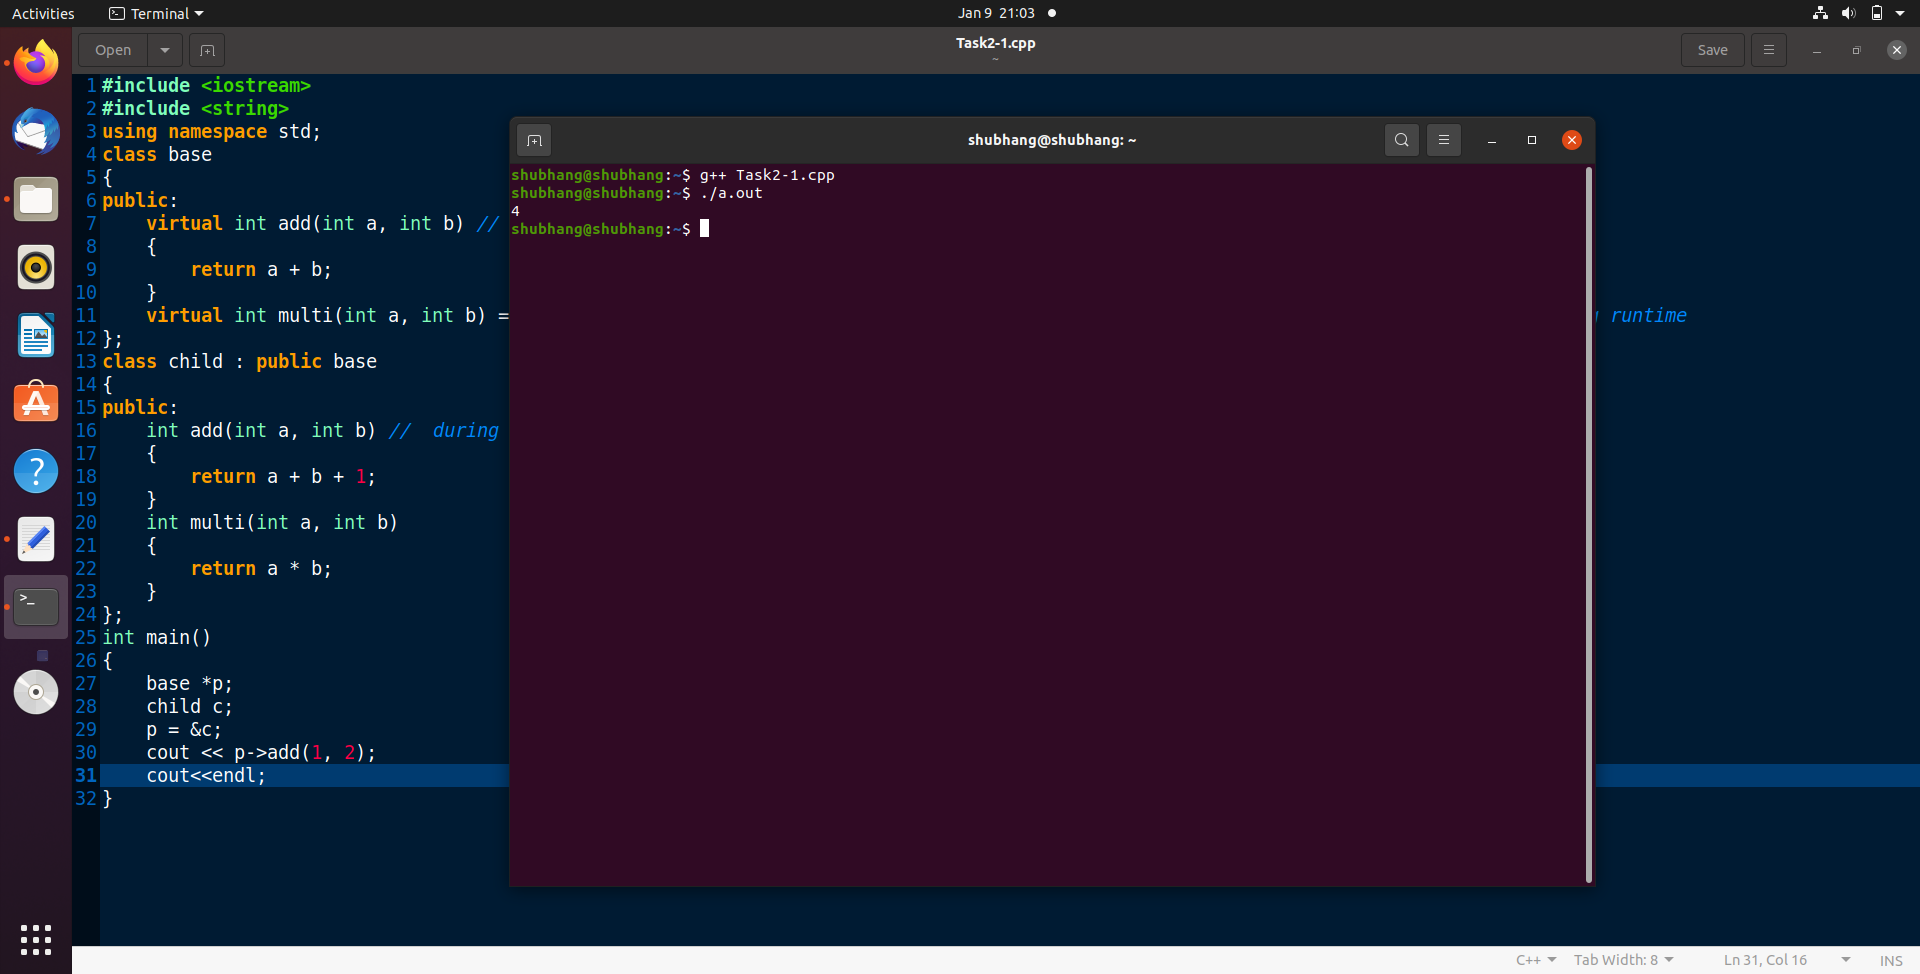 Activities
Terminal
Jan 9 21:03
Open
Task2-1.cpp
~
Save
1 #include <iostream>
2 #include <string>
3 using namespace std;
4 class base
5 {
6 public:
7 virtual int add(int a, int b) //
8 {
9 return a + b;
10 }
11 virtual int multi(int a, int b) = runtime
12 };
13 class child : public base
14 {
15 public:
16 int add(int a, int b) // during
17 {
18 return a + b + 1;
19 }
20 int multi(int a, int b)
21 {
22 return a * b;
23 }
24 };
25 int main()
26 {
27 base *p;
28 child c;
29 p = &c;
30 cout << p->add(1, 2);
31 cout<<endl;
32 }
shubhang@shubhang: ~
shubhang@shubhang:~$ g++ Task2-1.cpp
shubhang@shubhang:~$ ./a.out
4
shubhang@shubhang:~$
C++
Tab Width: 8
Ln 31, Col 16
INS